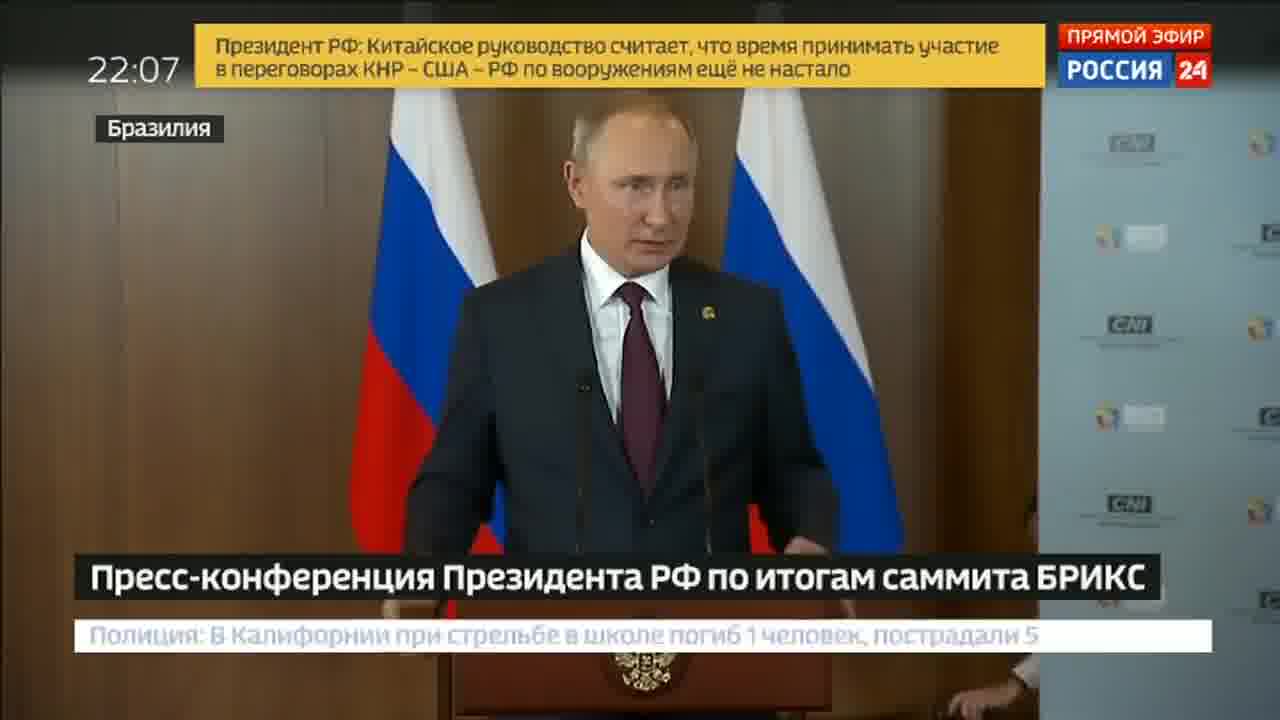 22:07
Президент РФ: Китайское руководство считает, что время принимать участие
в переговорах КНР – США – РФ по вооружениям ещё не настало
ПРЯМОЙ ЭФИР
РОССИЯ 24
Бразилия
CNI
CNI
CNI
Пресс-конференция Президента РФ по итогам саммита БРИКС
Полиция: В Калифорнии при стрельбе в школе погиб 1 человек, пострадали 5